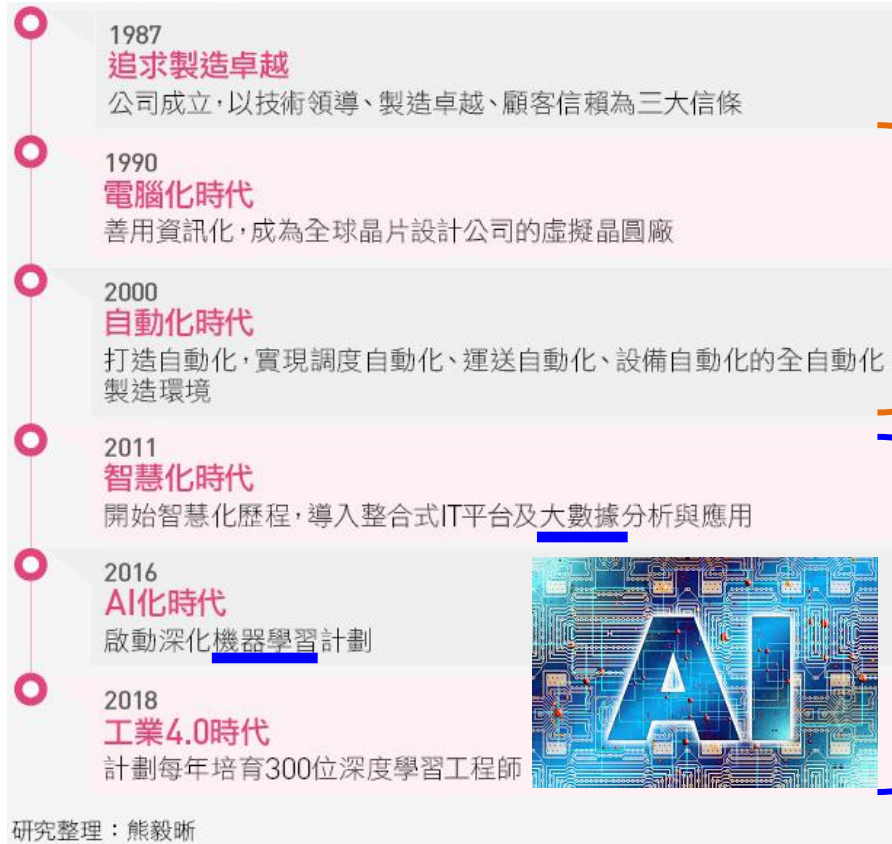 1987
追求製造卓越
公司成立,以技術領導、製造卓越、顧客信賴為三大信條
1990
電腦化時代
善用資訊化,成為全球晶片設計公司的虛擬晶圓廠
2000
自動化時代
打造自動化,實現調度自動化、運送自動化、設備自動化的全自動化
製造環境
2011
智慧化時代
開始智慧化歷程,導入整合式IT平台及大數據分析與應用
2016
AI化時代
啟動深化機器學習計劃
AI
2018
工業4.0時代
計劃每年培育300位深度學習工程師
研究整理：熊毅晰